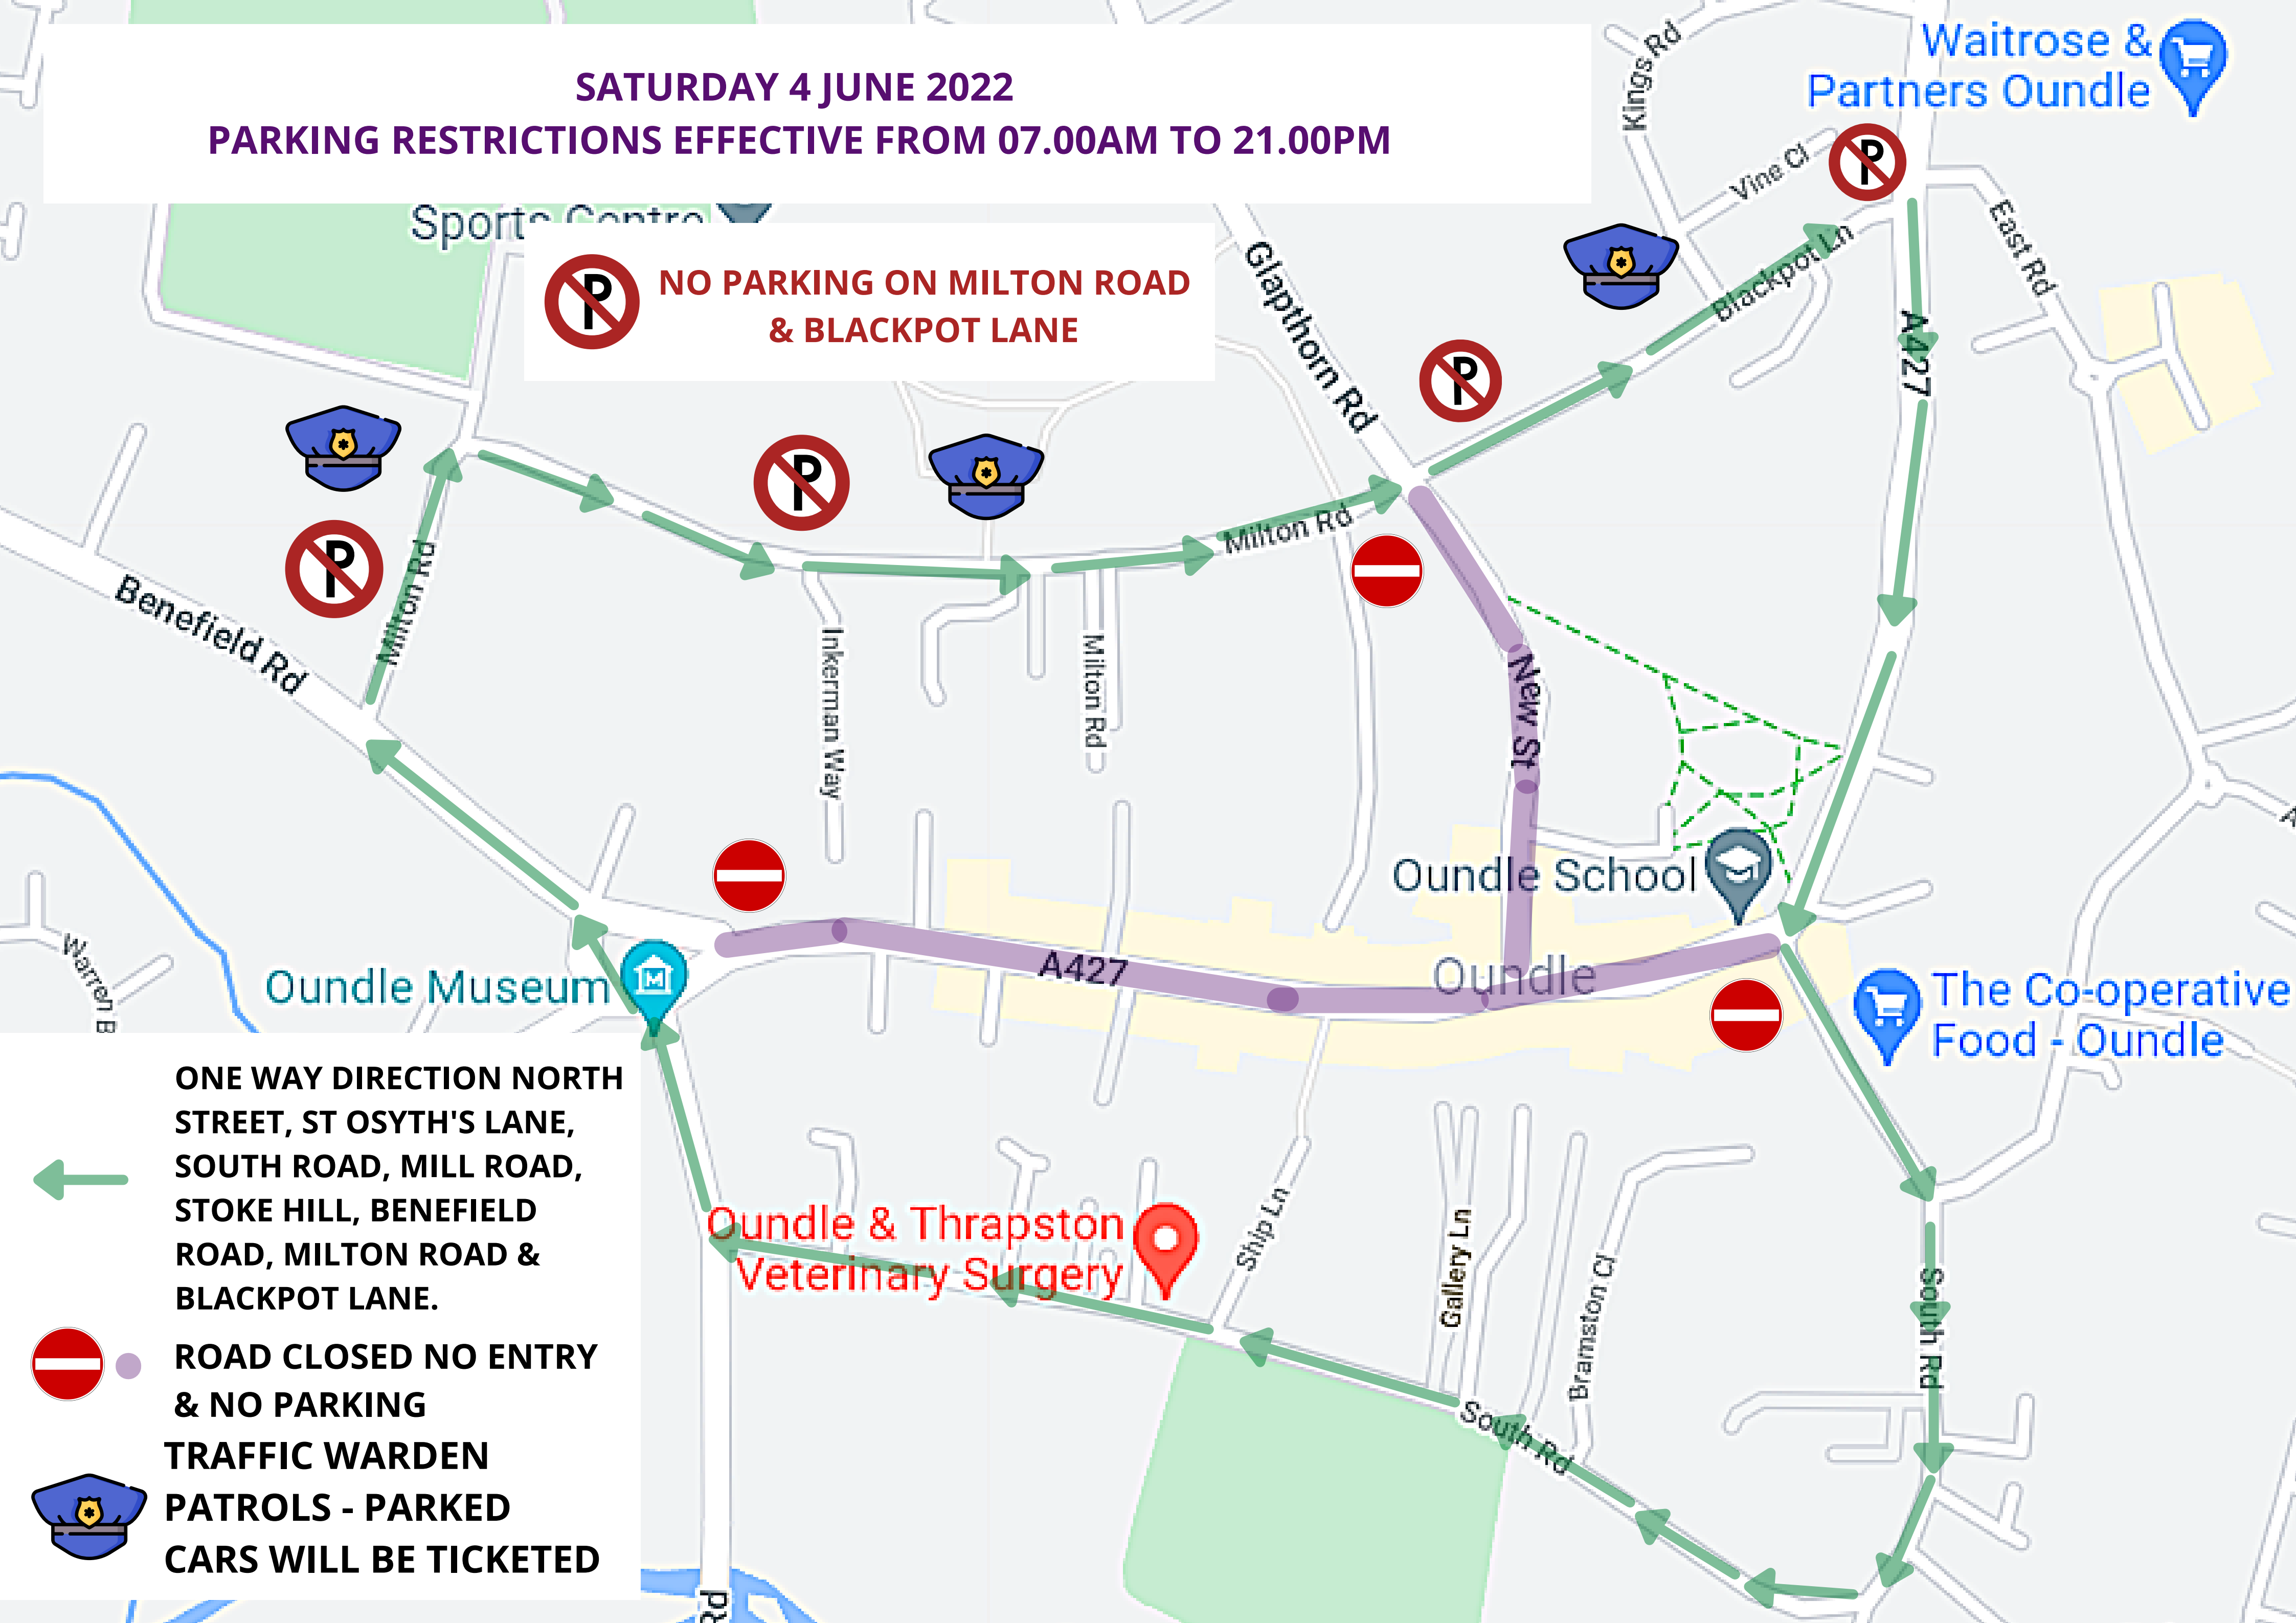 SATURDAY 4 JUNE 2022
PARKING RESTRICTIONS EFFECTIVE FROM 07.00AM TO 21.00PM
Waitrose &
Partners Oundle
Kings Rd
Vine Cl
Sports Centre
NO PARKING ON MILTON ROAD
& BLACKPOT LANE
Glapthorn Rd
Blackpot Ln
East Rd
A427
Milton Rd
Milton Rd
Benefield Rd
Inkerman Way
Milton Rd
New St
Oundle School
A427
Oundle
Oundle Museum
Warren B
The Co-operative
Food - Oundle
ONE WAY DIRECTION NORTH
STREET, ST OSYTH'S LANE,
SOUTH ROAD, MILL ROAD,
STOKE HILL, BENEFIELD
ROAD, MILTON ROAD &
BLACKPOT LANE.
ROAD CLOSED NO ENTRY
& NO PARKING
TRAFFIC WARDEN
PATROLS - PARKED
CARS WILL BE TICKETED
Oundle & Thrapston
Veterinary Surgery
Ship Ln
Gallery Ln
Bramston Cl
South Rd
South Rd
Rd